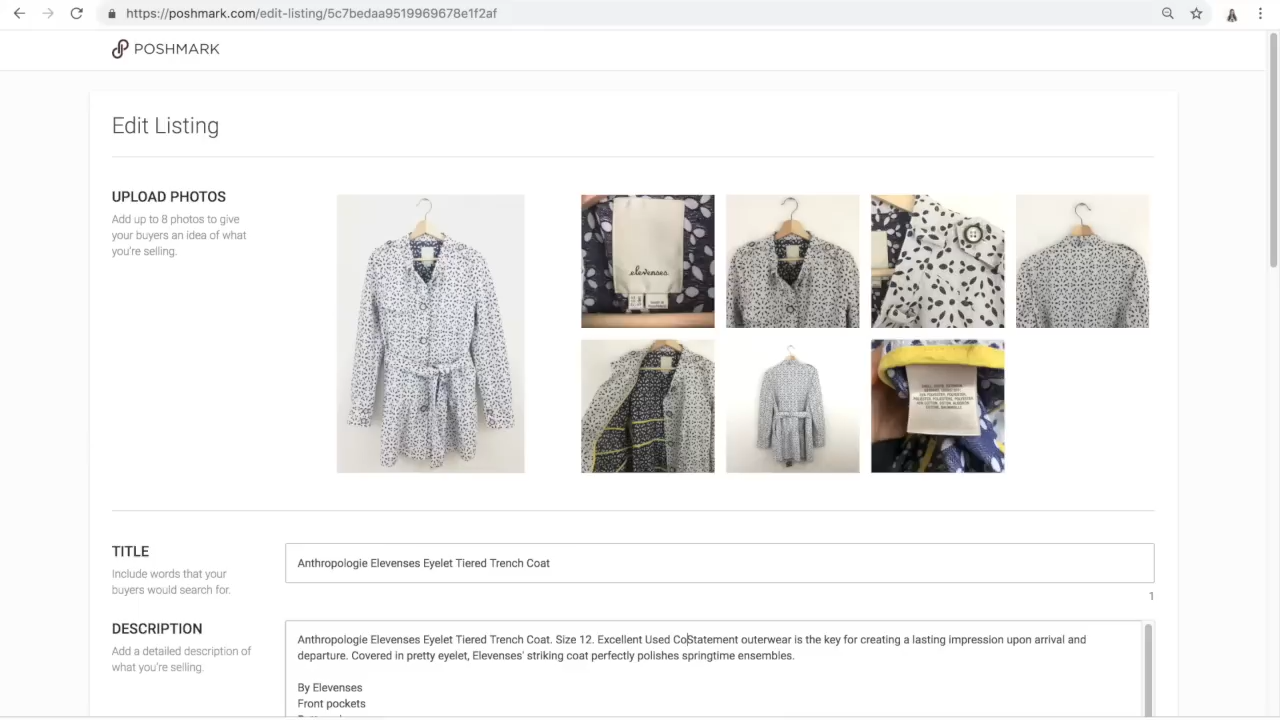 https://poshmark.com/edit-listing/5c7bedaa9519969678e1f2af
POSHMARK
Edit Listing
UPLOAD PHOTOS
Add up to 8 photos to give
your buyers an idea of what
you're selling.
elevenses
TITLE
Include words that your
buyers would search for.
Anthropologie Elevenses Eyelet Tiered Trench Coat
1
DESCRIPTION
Add a detailed description of
what you're selling.
Anthropologie Elevenses Eyelet Tiered Trench Coat. Size 12. Excellent Used CoStatement outerwear is the key for creating a lasting impression upon arrival and
departure. Covered in pretty eyelet, Elevenses' striking coat perfectly polishes springtime ensembles.
By Elevenses
Front pockets